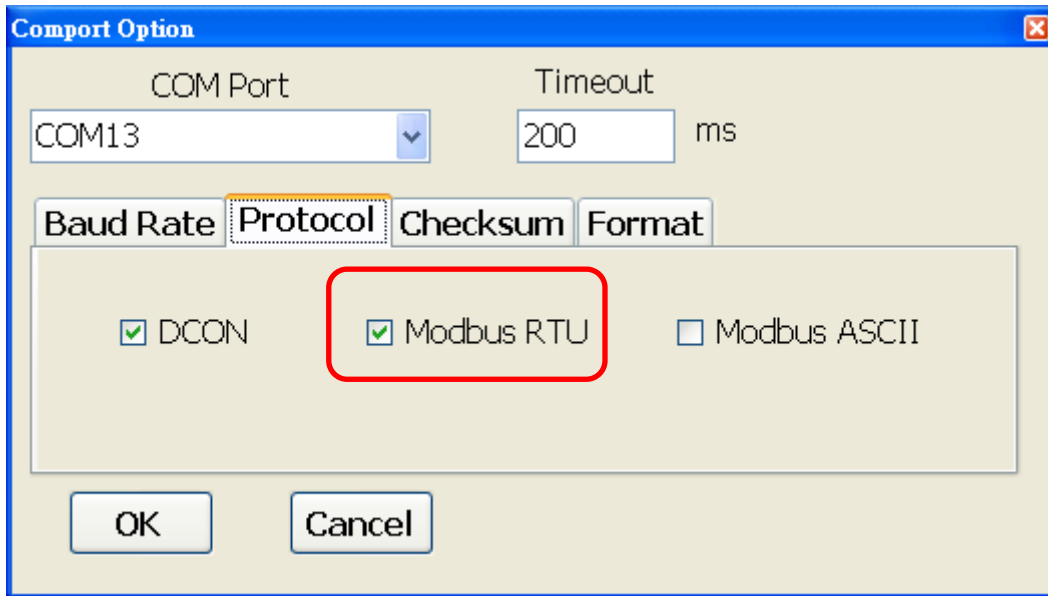 Comport Option
COM Port Timeout
COM13 200 ms
Baud Rate Protocol Checksum Format
DCON Modbus RTU Modbus ASCII
OK Cancel